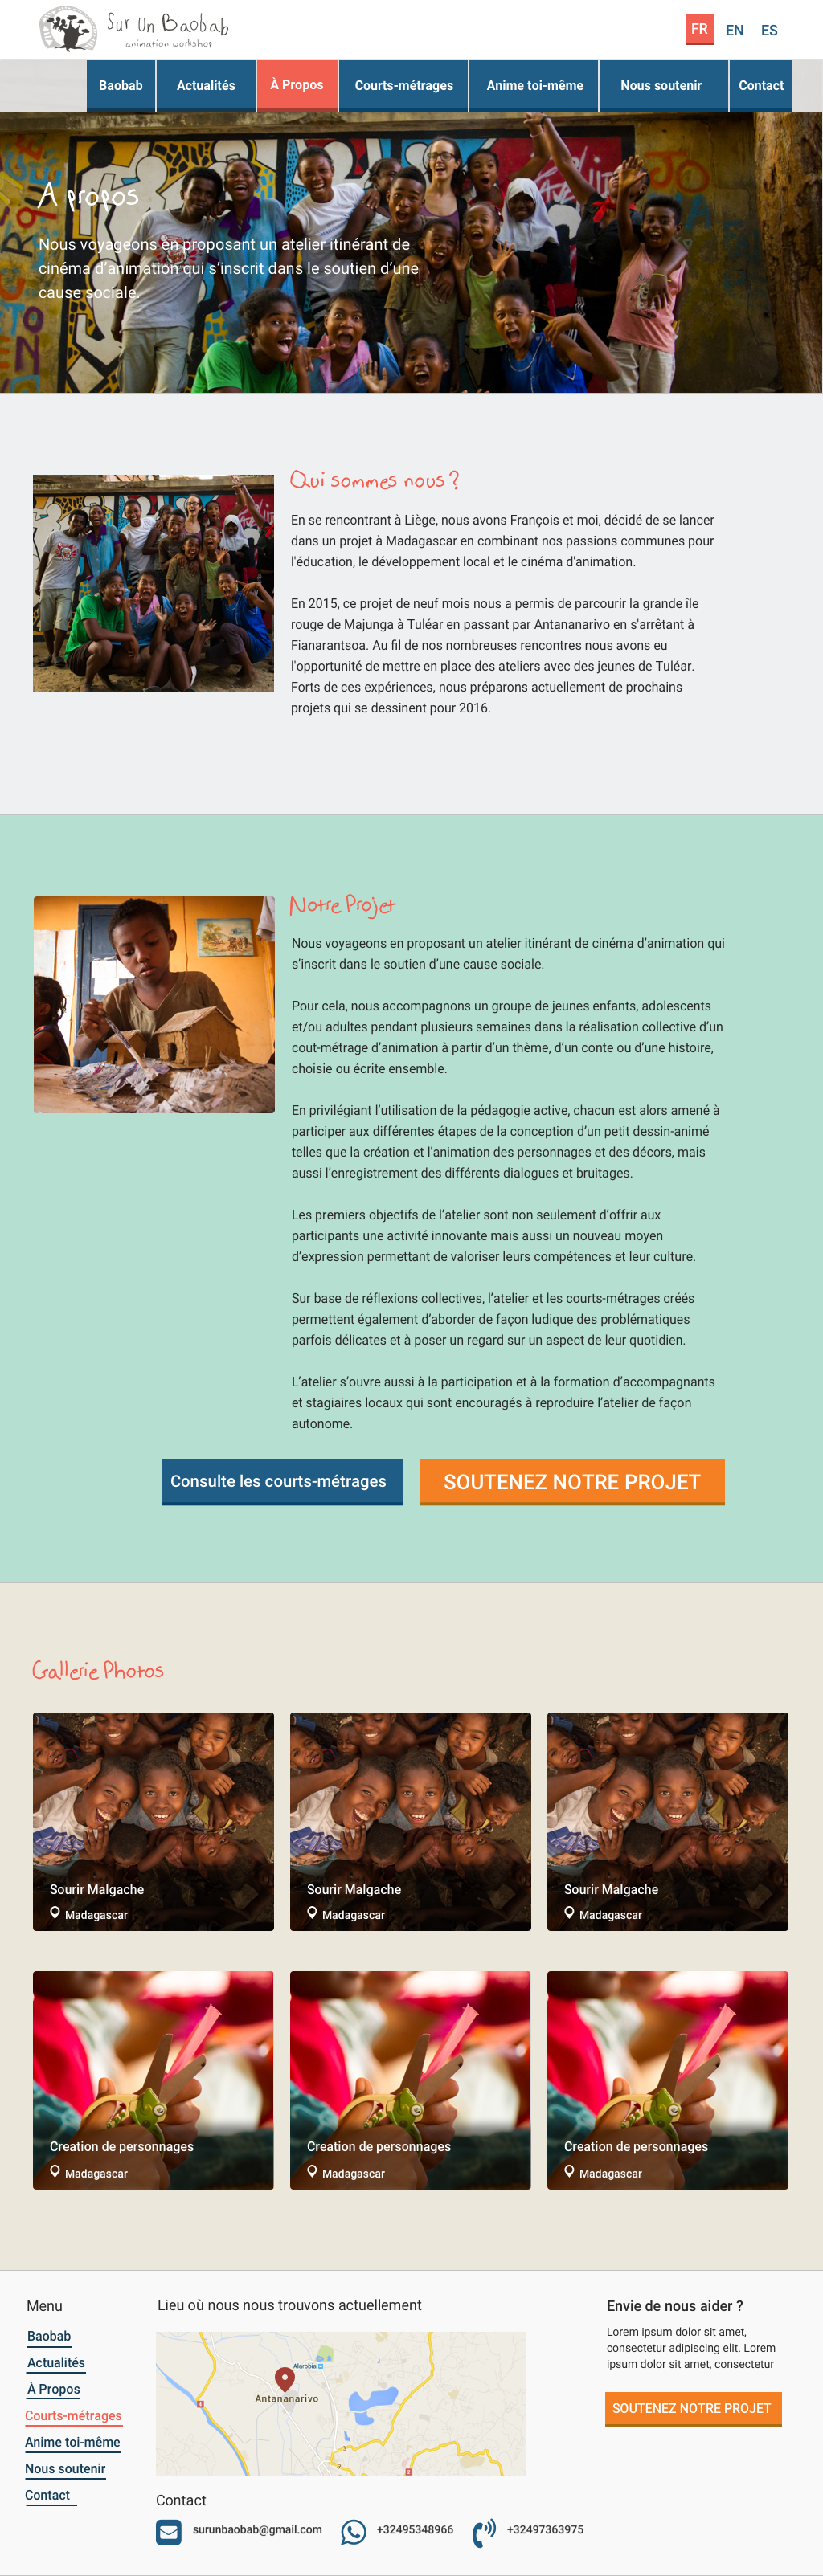 Sur Un Baobab
animation workshop
FR EN ES
Baobab Actualités À Propos Courts-métrages Anime toi-même Nous soutenir Contact
A propos
Nous voyageons en proposant un atelier itinérant de
cinéma d’animation qui s’inscrit dans le soutien d’une
cause sociale.
Qui sommes nous ?
En se rencontrant à Liège, nous avons François et moi, décidé de se lancer
dans un projet à Madagascar en combinant nos passions communes pour
l'éducation, le développement local et le cinéma d'animation.
En 2015, ce projet de neuf mois nous a permis de parcourir la grande île
rouge de Majunga à Tuléar en passant par Antananarivo en s'arrêtant à
Fianarantsoa. Au fil de nos nombreuses rencontres nous avons eu
l'opportunité de mettre en place des ateliers avec des jeunes de Tuléar.
Forts de ces expériences, nous préparons actuellement de prochains
projets qui se dessinent pour 2016.
Notre Projet
Nous voyageons en proposant un atelier itinérant de cinéma d’animation qui
s’inscrit dans le soutien d’une cause sociale.
Pour cela, nous accompagnons un groupe de jeunes enfants, adolescents
et/ou adultes pendant plusieurs semaines dans la réalisation collective d’un
cout-métrage d’animation à partir d’un thème, d’un conte ou d’une histoire,
choisie ou écrite ensemble.
En privilégiant l’utilisation de la pédagogie active, chacun est alors amené à
participer aux différentes étapes de la conception d’un petit dessin-animé
telles que la création et l’animation des personnages et des décors, mais
aussi l’enregistrement des différents dialogues et bruitages.
Les premiers objectifs de l’atelier sont non seulement d’offrir aux
participants une activité innovante mais aussi un nouveau moyen
d’expression permettant de valoriser leurs compétences et leur culture.
Sur base de réflexions collectives, l’atelier et les courts-métrages créés
permettent également d’aborder de façon ludique des problématiques
parfois délicates et à poser un regard sur un aspect de leur quotidien.
L’atelier s’ouvre aussi à la participation et à la formation d’accompagnants
et stagiaires locaux qui sont encouragés à reproduire l’atelier de façon
autonome.
Consulte les courts-métrages SOUTENEZ NOTRE PROJET
Gallerie Photos
Sourir Malgache Sourir Malgache Sourir Malgache
Madagascar Madagascar Madagascar
Creation de personnages Creation de personnages Creation de personnages
Madagascar Madagascar Madagascar
Menu
Baobab
Actualités
À Propos
Courts-métrages
Anime toi-même
Nous soutenir
Contact
Lieu où nous nous trouvons actuellement
Alarobia
Antananarivo
Contact
surunbaobab@gmail.com +32495348966 +32497363975
Envie de nous aider ?
Lorem ipsum dolor sit amet,
consectetur adipiscing elit. Lorem
ipsum dolor sit amet, consectetur
SOUTENEZ NOTRE PROJET